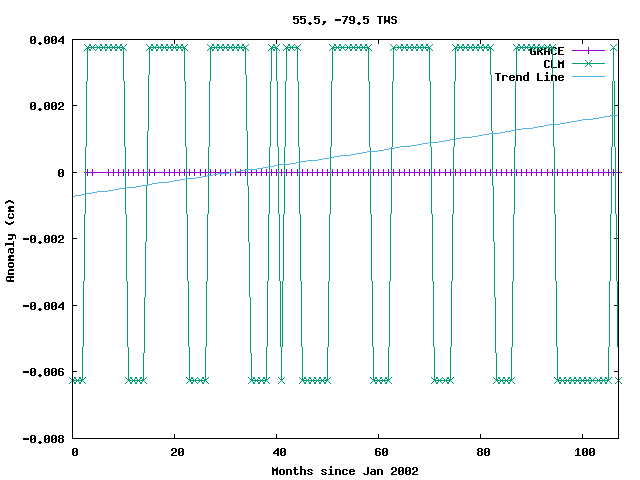 55.5, -79.5 TWS
0.004
0.002
0
-0.002
-0.004
-0.006
-0.008
Anomaly (cm)
GRACE
CLM
Trend Line
0 20 40 60 80 100
Months since Jan 2002